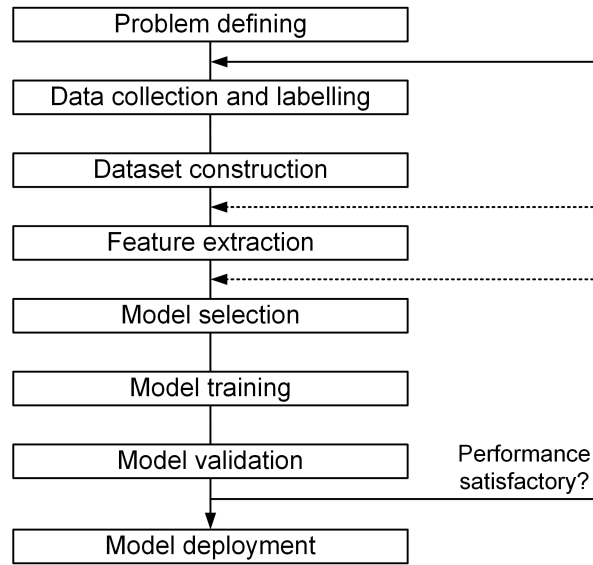 Problem defining
Data collection and labelling
Dataset construction
Feature extraction
Model selection
Model training
Model validation
Performance
satisfactory?
Model deployment